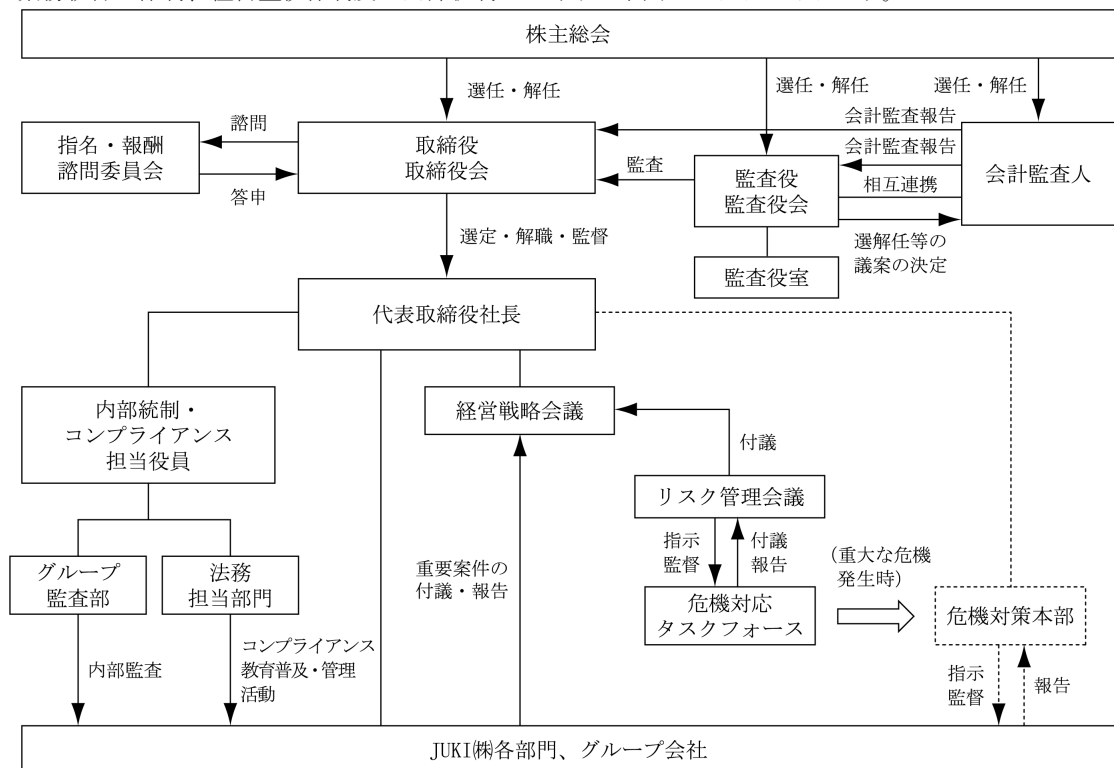 株主総会
選任・解任
選任・解任
選任・解任
会計監査報告
指名・報酬
諮問委員会
諮問
答申
取締役
取締役会
監査
監査役
監査役会
会計監査報告
相互連携
会計監査人
選解任等の
議案の決定
監査役室
選定・解職・監督
代表取締役社長
内部統制・
コンプライアンス
担当役員
経営戦略会議
付議
リスク管理会議
指示
監督
付議
報告
(重大な危機
発生時)
グループ
監査部
法務
担当部門
重要案件の
付議・報告
危機対応
タスクフォース
危機対策本部
内部監査
コンプライアンス
教育普及・管理
活動
指示
監督
報告
JUKI㈱各部門、グループ会社